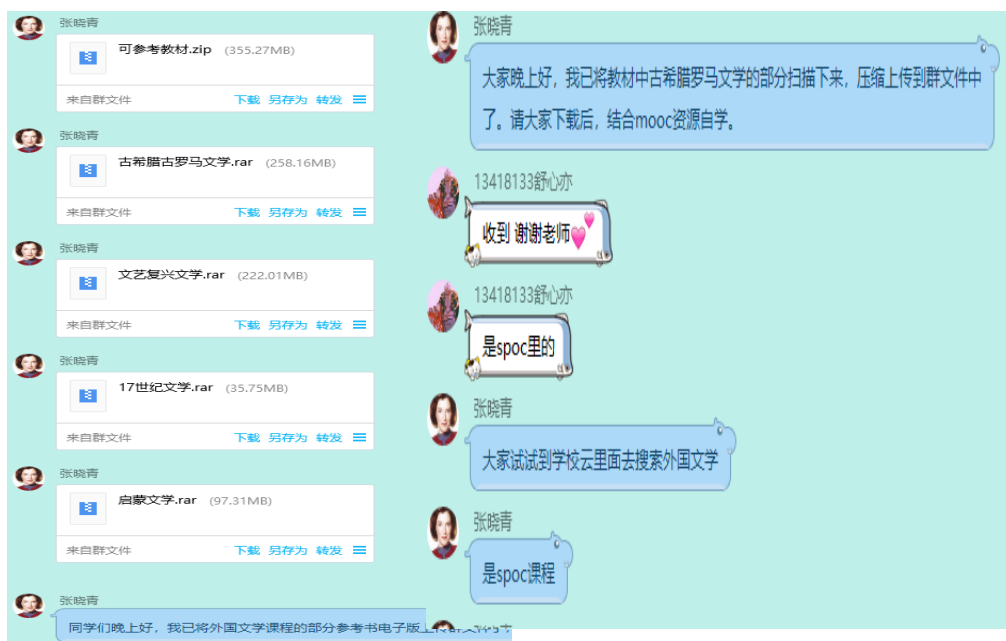 张晓青
可参考教材.zip (355.27MB)
来自群文件 下载 另存为 转发
张晓青
古希腊古罗马文学.rar (258.16MB)
来自群文件 下载 另存为 转发
张晓青
文艺复兴文学.rar (222.01MB)
来自群文件 下载 另存为 转发
张晓青
17世纪文学.rar (35.75MB)
来自群文件 下载 另存为 转发
张晓青
启蒙文学.rar (97.31MB)
来自群文件 下载 另存为 转发
张晓青
同学们晚上好，我已将外国文学课程的部分参考书电子版上
张晓青
大家晚上好，我已将教材中古希腊罗马文学的部分扫描下来，压缩上传到群文件中
了。请大家下载后，结合mooc资源自学。
13418133舒心亦
收到 谢谢老师💕
13418133舒心亦
是spoc里的
张晓青
大家试试到学校云里面去搜索外国文学
张晓青
是spoc课程